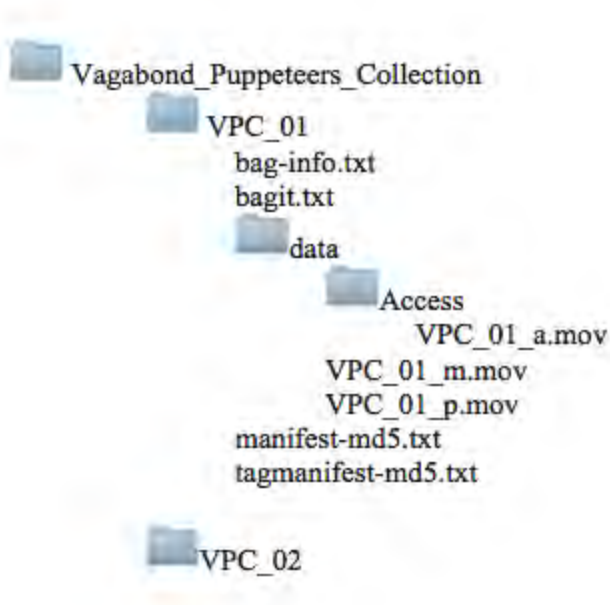 Vagabond_Puppeteers_Collection
VPC_01
bag-info.txt
bagit.txt
data
Access
VPC_01_a.mov
VPC_01_m.mov
VPC_01_p.mov
manifest-md5.txt
tagmanifest-md5.txt
VPC_02